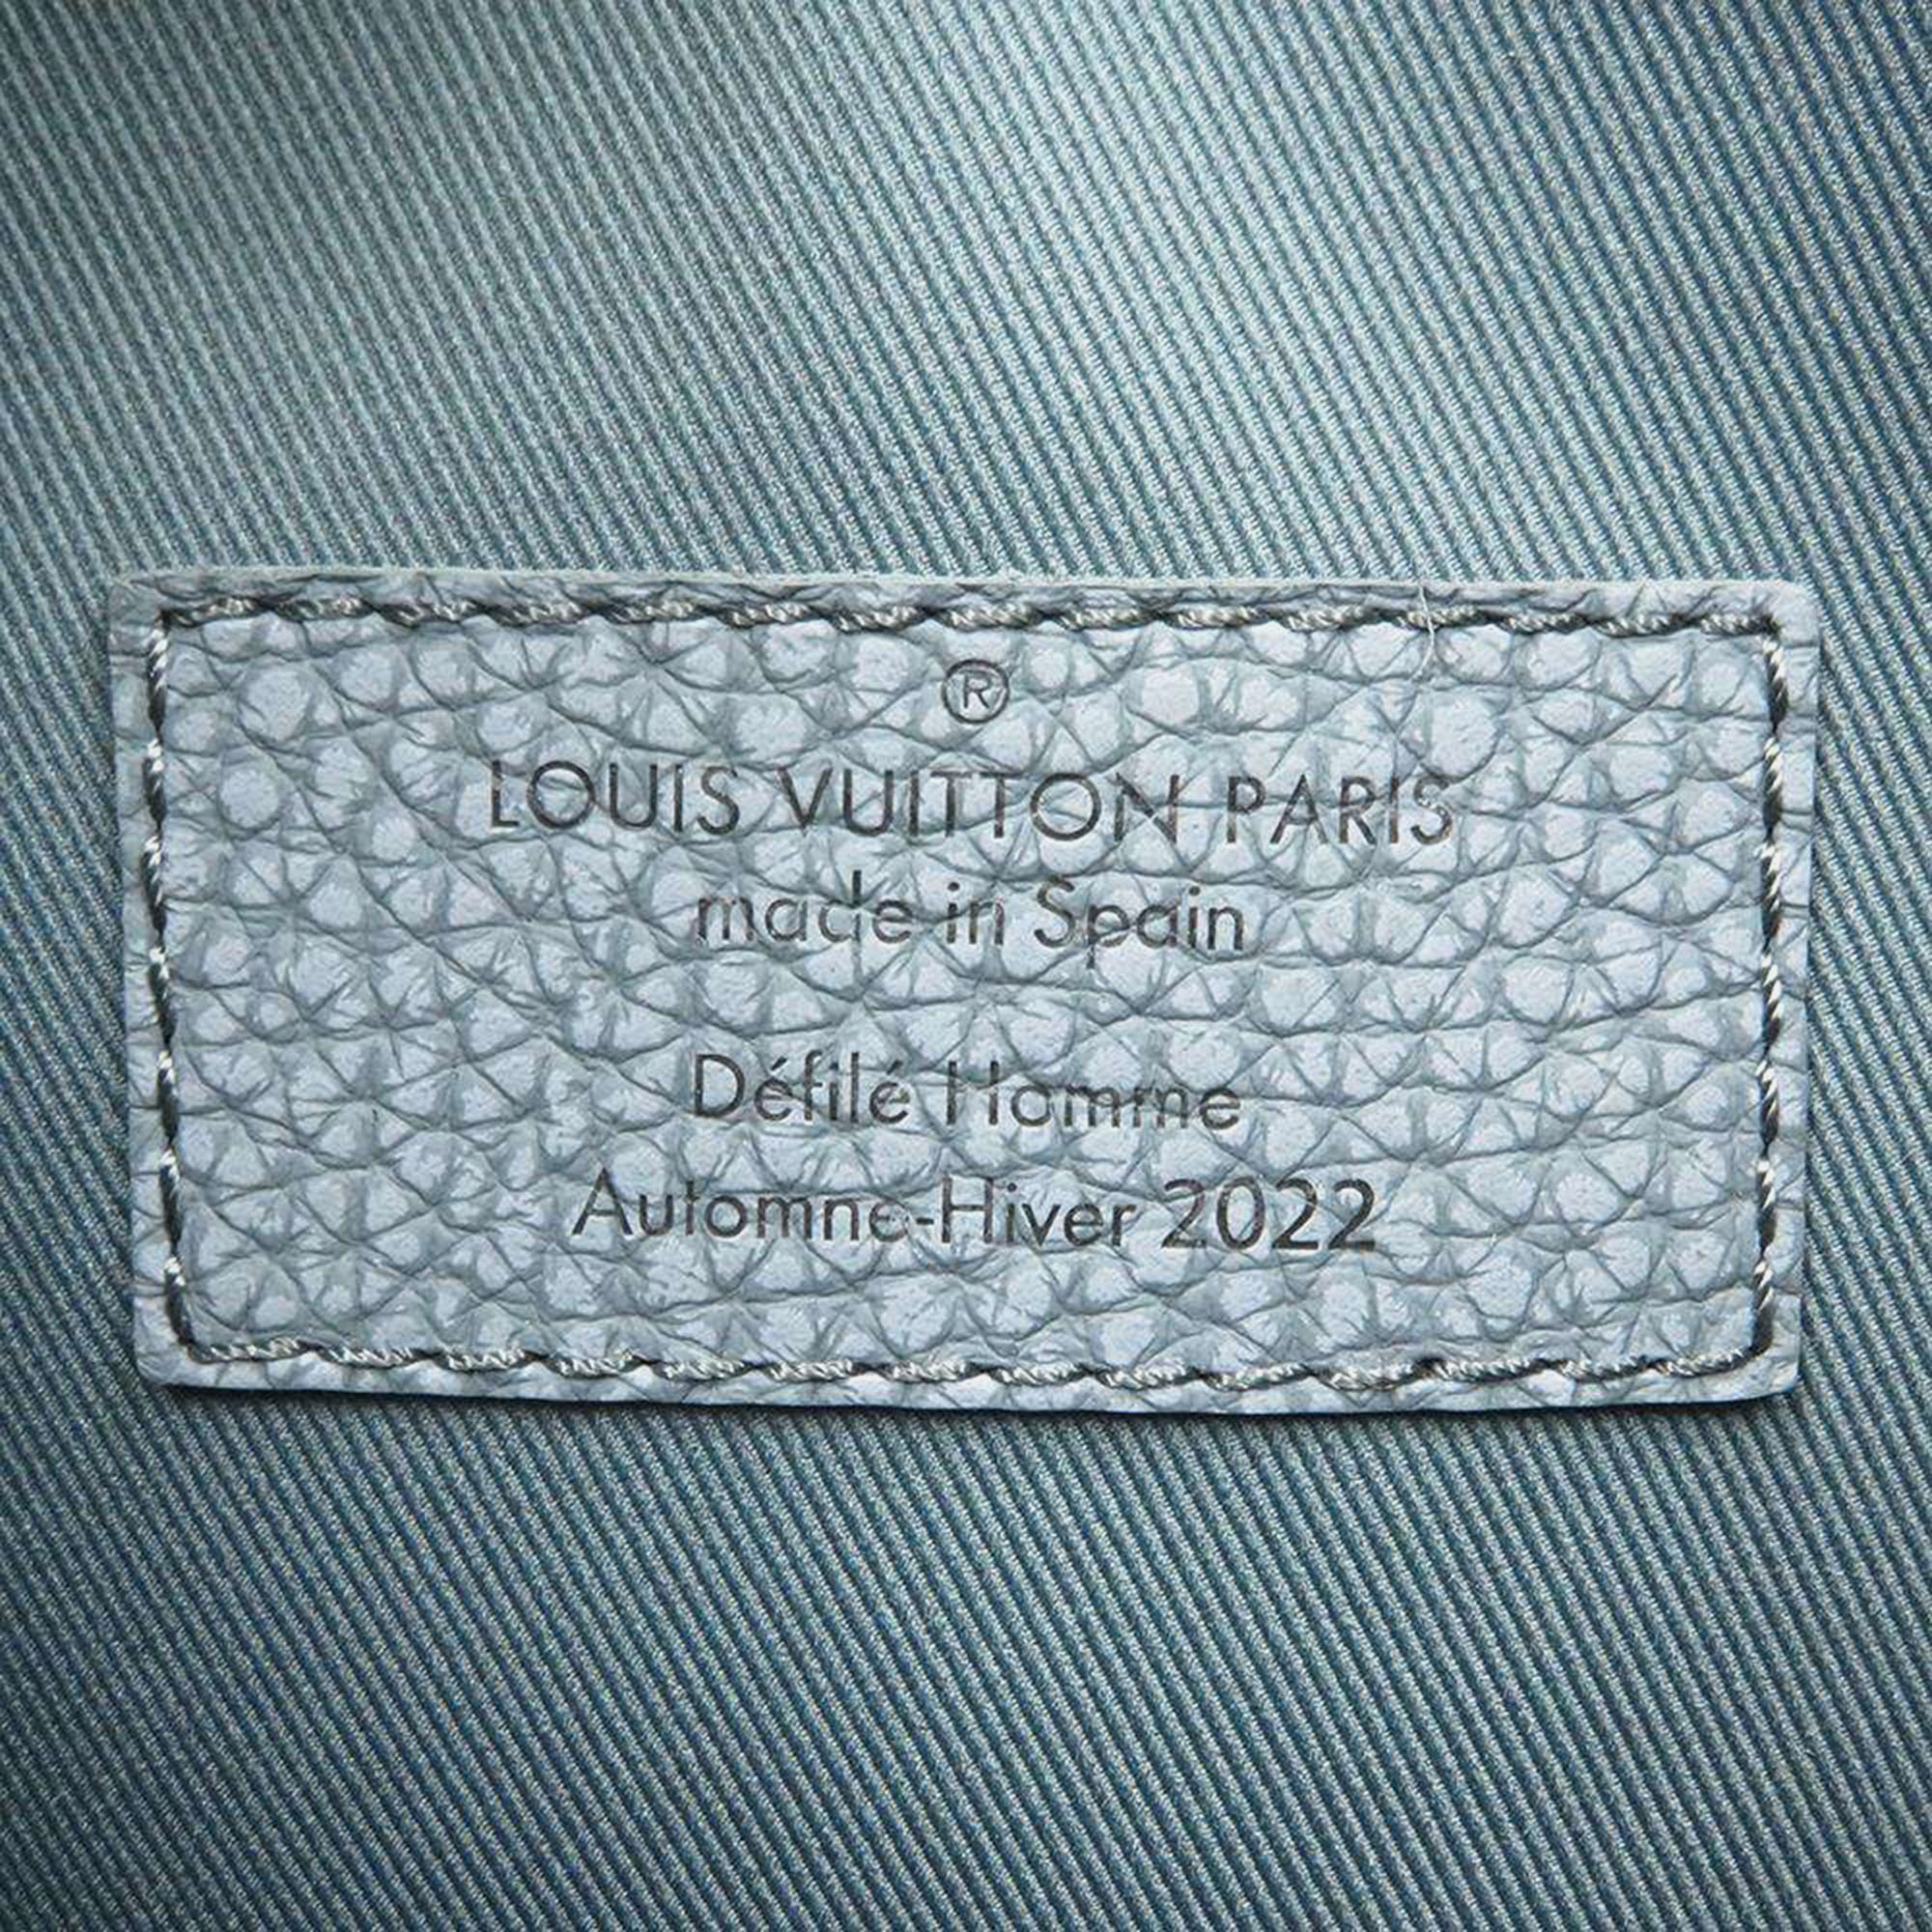 ®
LOUIS VUITTON PARIS
made in Spain
Défilé Homme
Automne-Hiver 2022